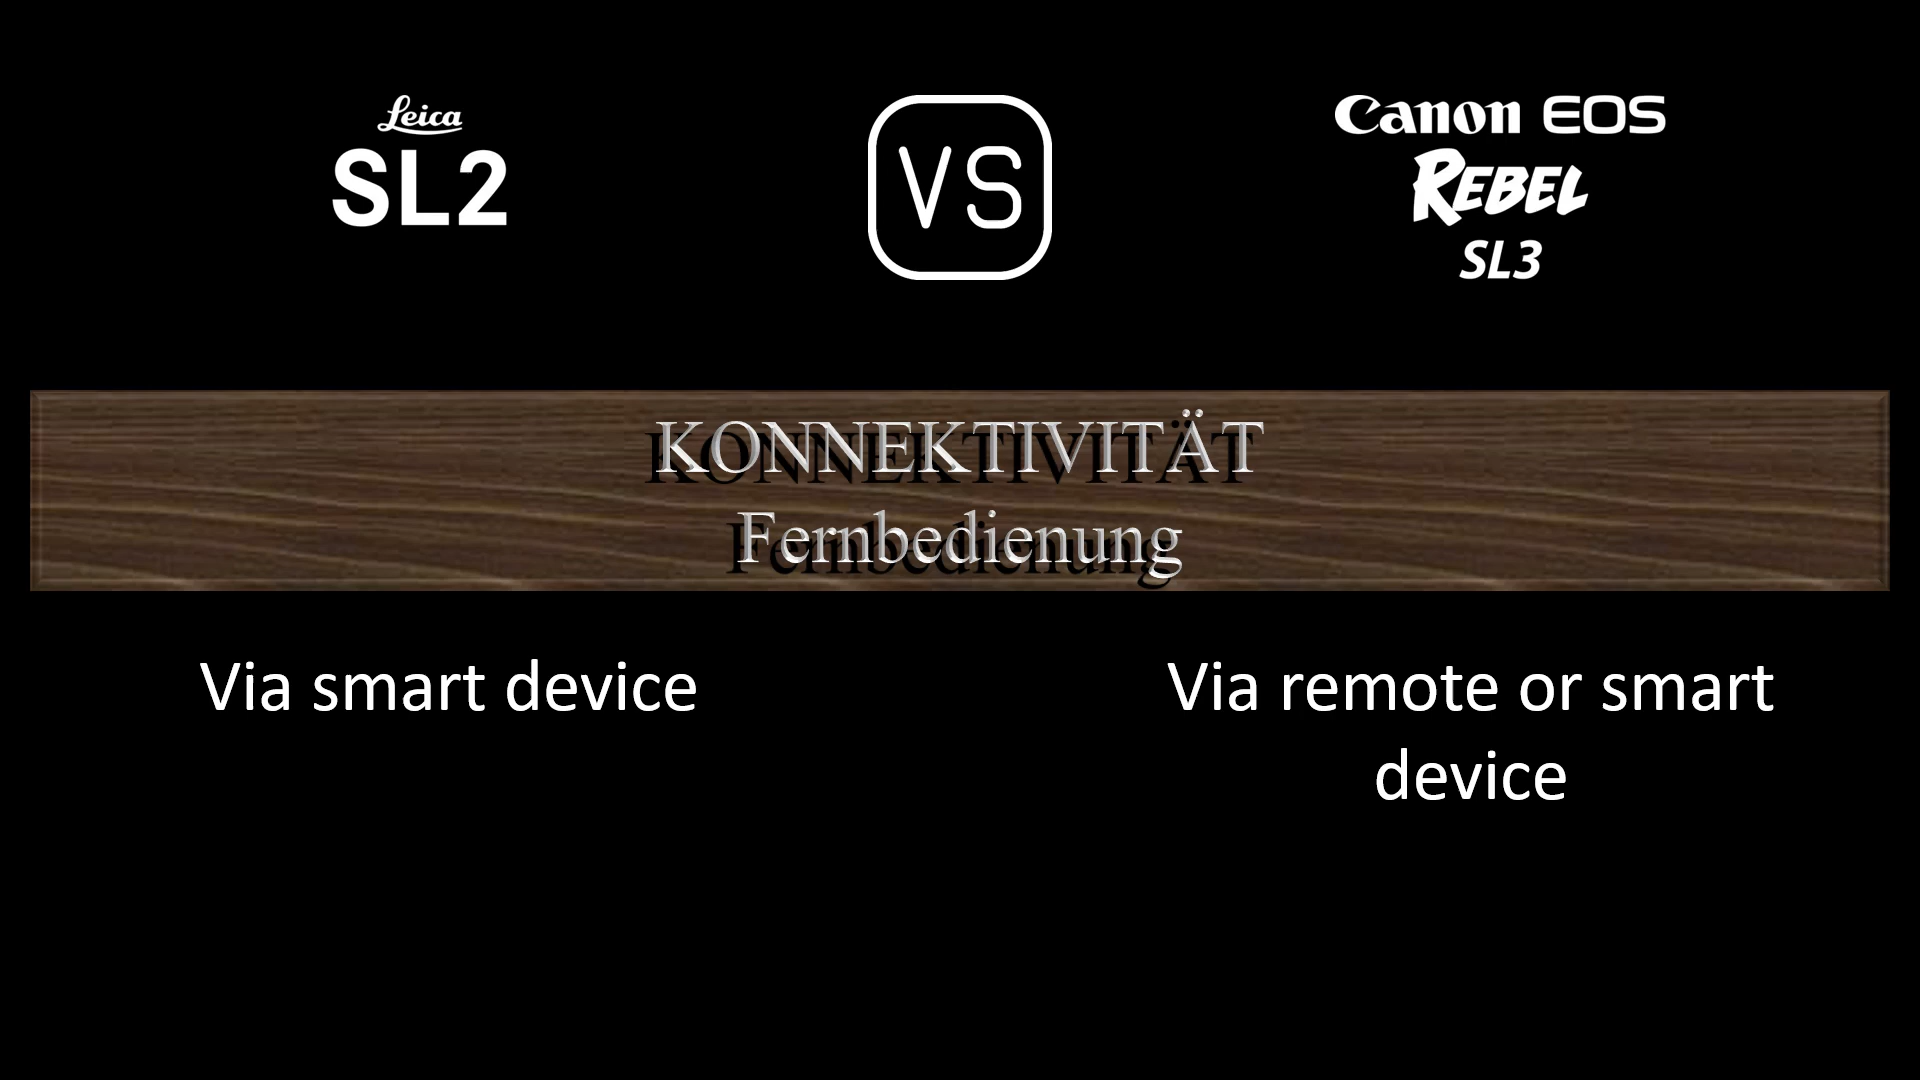 Leica
SL2
VS
Canon EOS
REBEL
SL3
KONNEKTIVITÄT
Fernbedienung
Via smart device
Via remote or smart
device